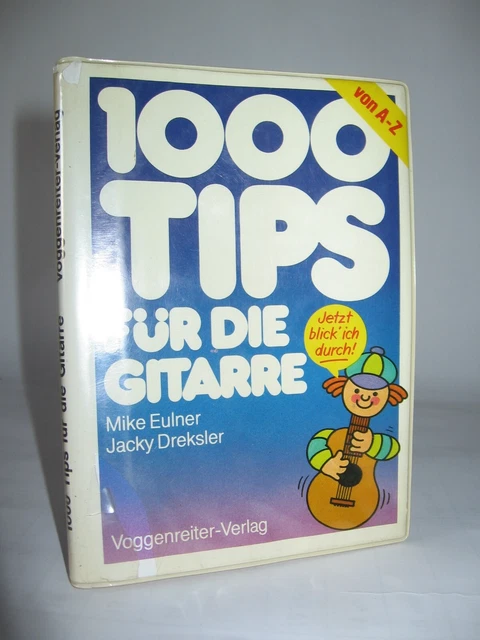 von A-Z
1000
TIPS
FÜR DIE
GITARRE
Jetzt
blick' ich
durch!
Mike Eulner
Jacky Dreksler
Voggenreiter-Verlag
1000 Tips für die Gitarre Voggenreiter-Verlag